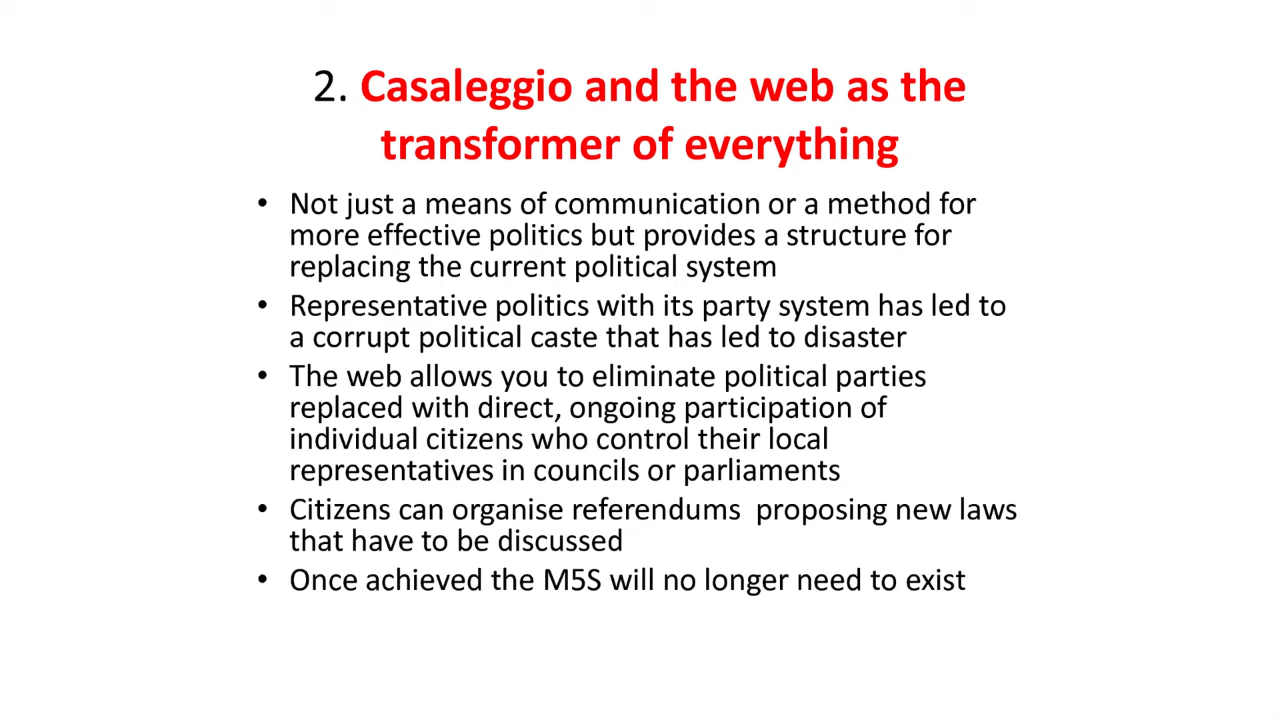 2. Casaleggio and the web as the
transformer of everything
• Not just a means of communication or a method for
more effective politics but provides a structure for
replacing the current political system
• Representative politics with its party system has led to
a corrupt political caste that has led to disaster
• The web allows you to eliminate political parties
replaced with direct, ongoing participation of
individual citizens who control their local
representatives in councils or parliaments
• Citizens can organise referendums  proposing new laws
that have to be discussed
• Once achieved the M5S will no longer need to exist